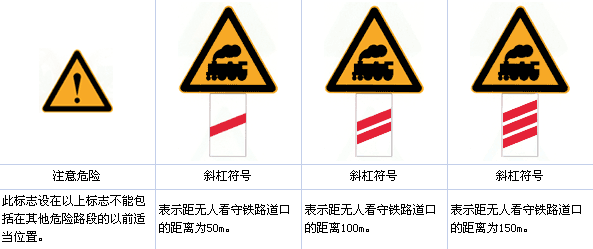 注意危险
斜杠符号
斜杠符号
斜杠符号
此标志设在以上标志不能包
括在其他危险路段的以前适
当位置。
表示距无人看守铁路道口
的距离为50m。
表示距无人看守铁路道口
的距离100m。
表示距无人看守铁路道口
的距离为150m。